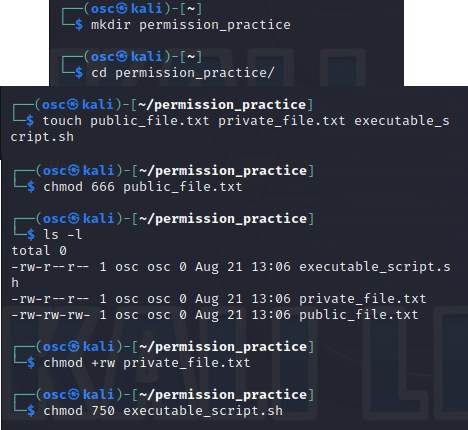 ┌──(osc㉿kali)-[~]
└─$ mkdir permission_practice
┌──(osc㉿kali)-[~]
└─$ cd permission_practice/
┌──(osc㉿kali)-[~/permission_practice]
└─$ touch public_file.txt private_file.txt executable_s
cript.sh
┌──(osc㉿kali)-[~/permission_practice]
└─$ chmod 666 public_file.txt
┌──(osc㉿kali)-[~/permission_practice]
└─$ ls -l
total 0
-rw-r--r-- 1 osc osc 0 Aug 21 13:06 executable_script.s
h
-rw-r--r-- 1 osc osc 0 Aug 21 13:06 private_file.txt
-rw-rw-rw- 1 osc osc 0 Aug 21 13:06 public_file.txt
┌──(osc㉿kali)-[~/permission_practice]
└─$ chmod +rw private_file.txt
┌──(osc㉿kali)-[~/permission_practice]
└─$ chmod 750 executable_script.sh